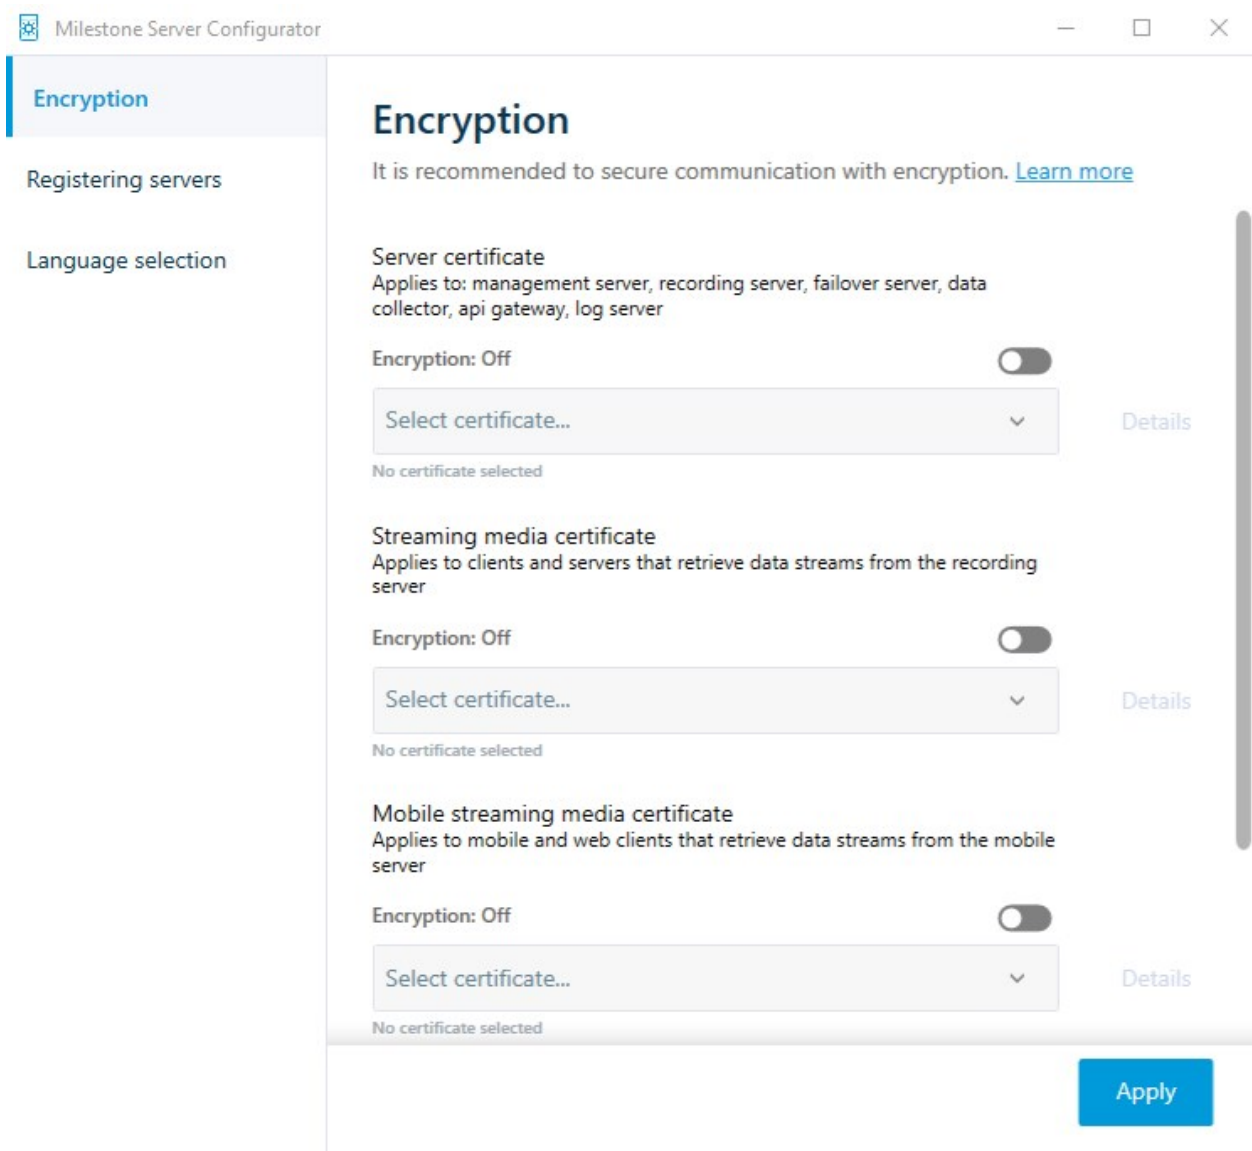 Milestone Server Configurator
Encryption
Registering servers
Language selection
Encryption
It is recommended to secure communication with encryption. Learn more
Server certificate
Applies to: management server, recording server, failover server, data
collector, api gateway, log server
Encryption: Off
Select certificate...
Details
No certificate selected
Streaming media certificate
Applies to clients and servers that retrieve data streams from the recording
server
Encryption: Off
Select certificate...
Details
No certificate selected
Mobile streaming media certificate
Applies to mobile and web clients that retrieve data streams from the mobile
server
Encryption: Off
Select certificate...
Details
No certificate selected
Apply